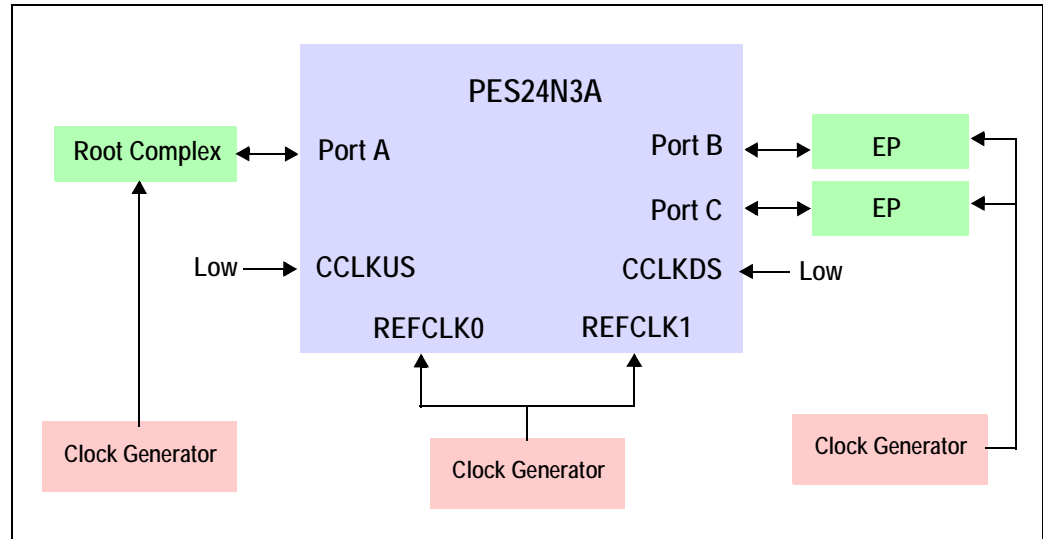 PES24N3A
Root Complex
Port A
Port B
EP
Port C
EP
Low
CCLKUS
CCLKDS
Low
REFCLK0
REFCLK1
Clock Generator
Clock Generator
Clock Generator